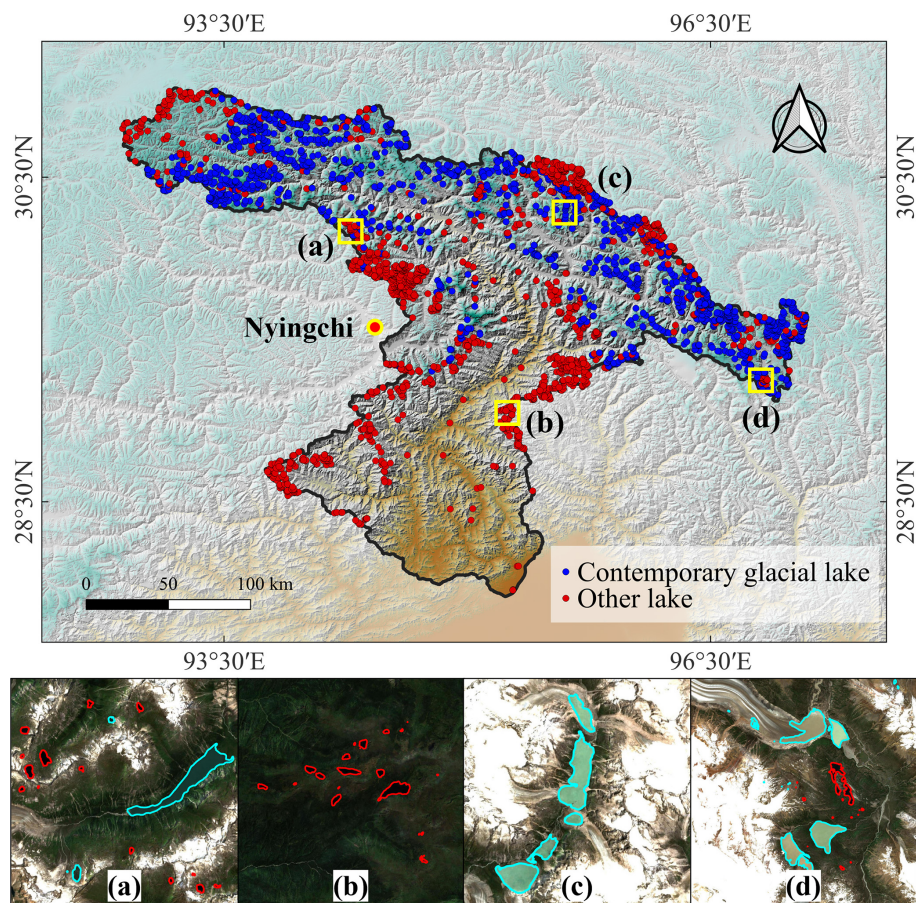 93°30′E 96°30′E
30°30′N 30°30′N
(c)
(a)
Nyingchi
(b) (d)
28°30′N 28°30′N
0 50 100 km
Contemporary glacial lake
Other lake
93°30′E 96°30′E
(a) (b) (c) (d)